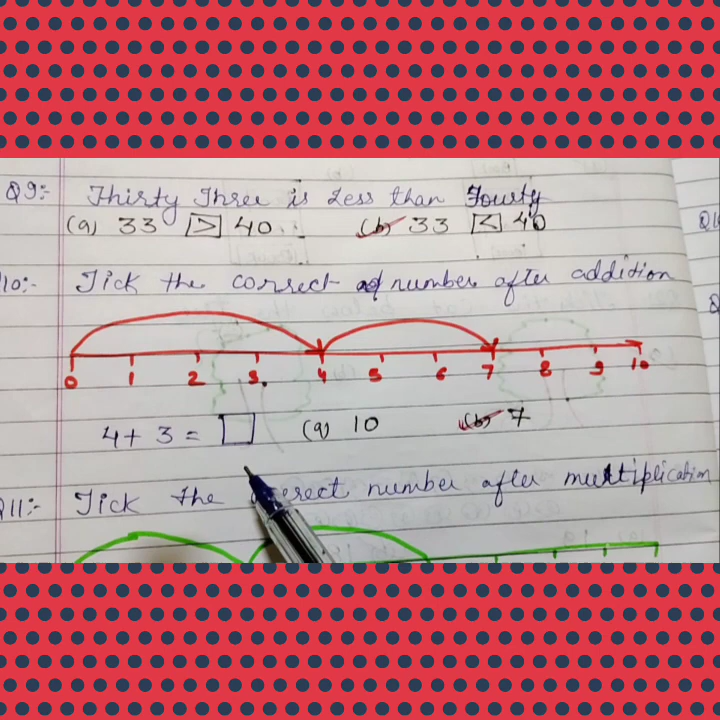 Q9:- Thirty Three is Less than Fourty
(a) 33 > 40 (b) 33 < 40
10:- Tick the correct of number after addition
0 1 2 3 4 5 6 7 8 9 10
4 + 3 = (a) 10 (b) 7
Q11:- Tick the number after multiplication